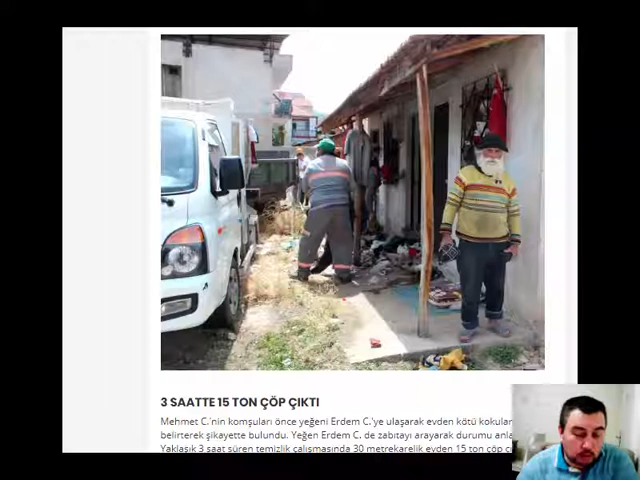 3 SAATTE 15 TON ÇÖP ÇIKTI
Mehmet C.'nin komşuları önce yeğeni Erdem C.'ye ulaşarak evden kötü kokular
belirterek şikayette bulundu. Yeğen Erdem C. de zabıtayı arayarak durumu
Yaklaşık 3 saat süren temizlik çalışmasında 30 metrekarelik evden 15 ton çöp